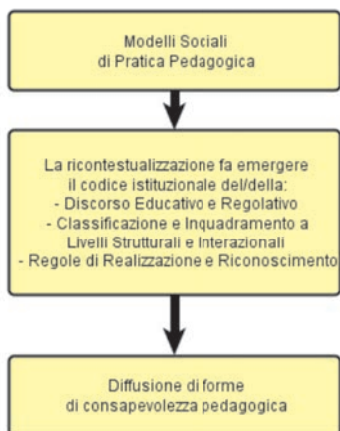 Modelli Sociali
di Pratica Pedagogica
La ricontestualizzazione fa emergere
il codice istituzionale del/della:
- Discorso Educativo e Regolativo
- Classificazione e Inquadramento a
Livelli Strutturali e Interazionali
- Regole di Realizzazione e Riconoscimento
Diffusione di forme
di consapevolezza pedagogica